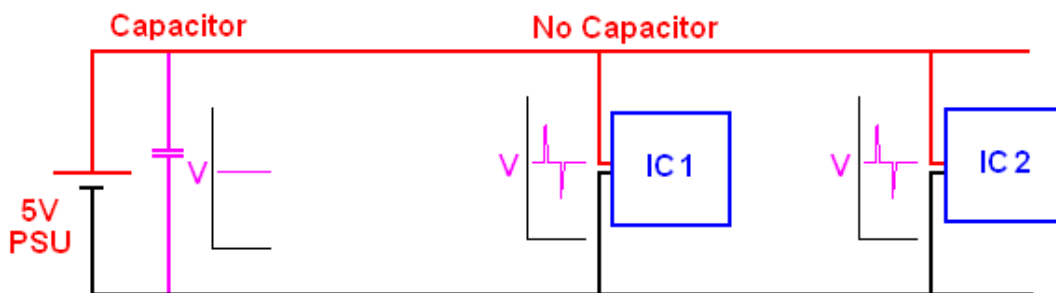 Capacitor
No Capacitor
V
V
IC 1
V
IC 2
5V
PSU